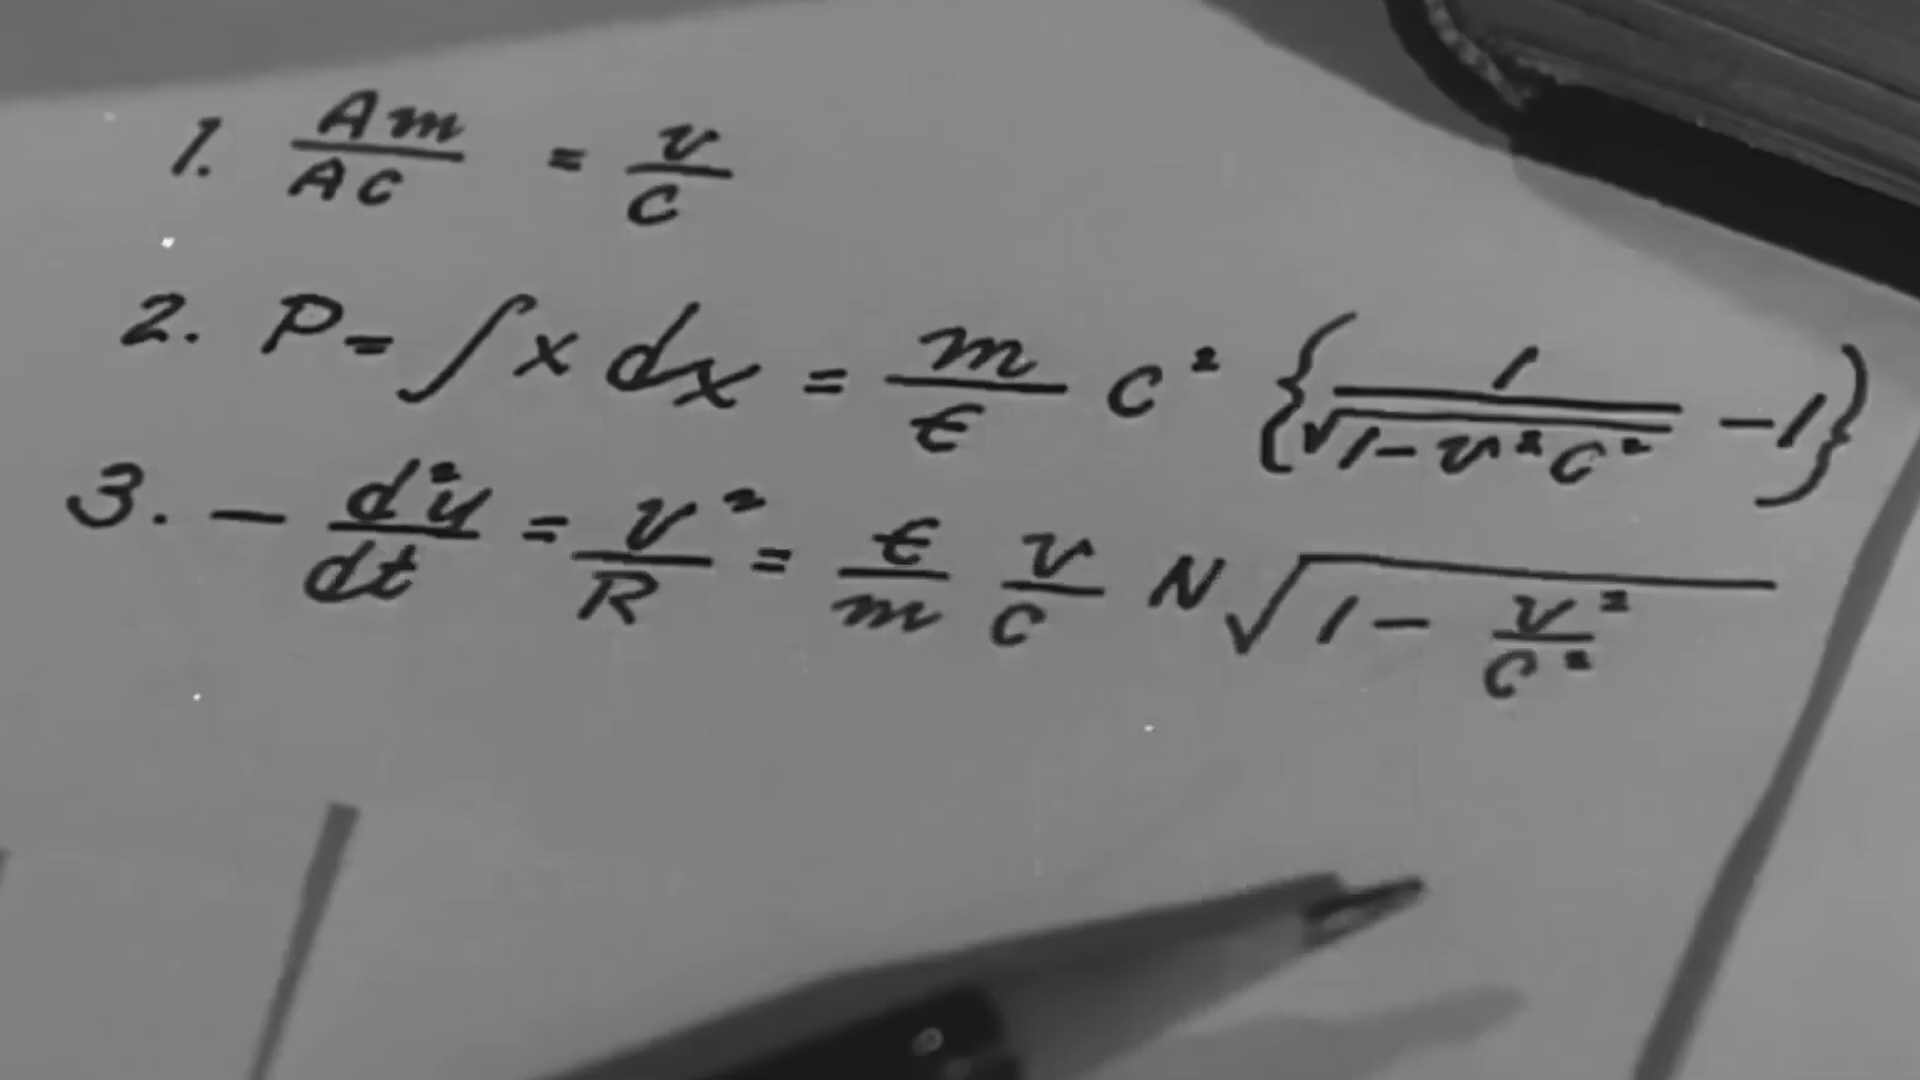 1. Am/Ac = v/c
2. P = ∫ x dx = m/ϵ c² {1/√(1-v²c²) -1}
3. - d²y/dt = v²/R = ϵ/m v/c N √(1 - v²/c²)